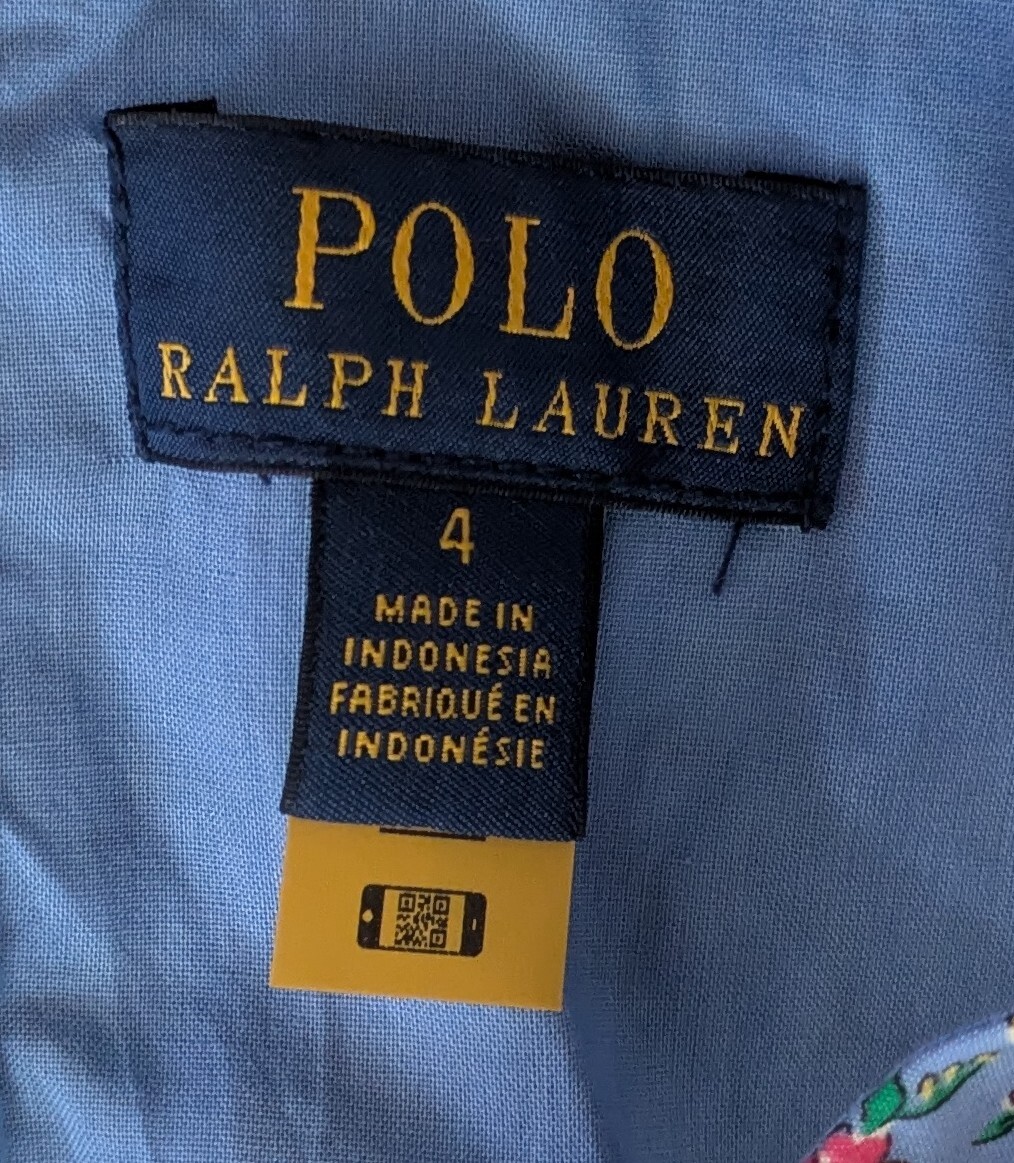 POLO
RALPH LAUREN
4
MADE IN
INDONESIA
FABRIQUÉ EN
INDONÉSIE